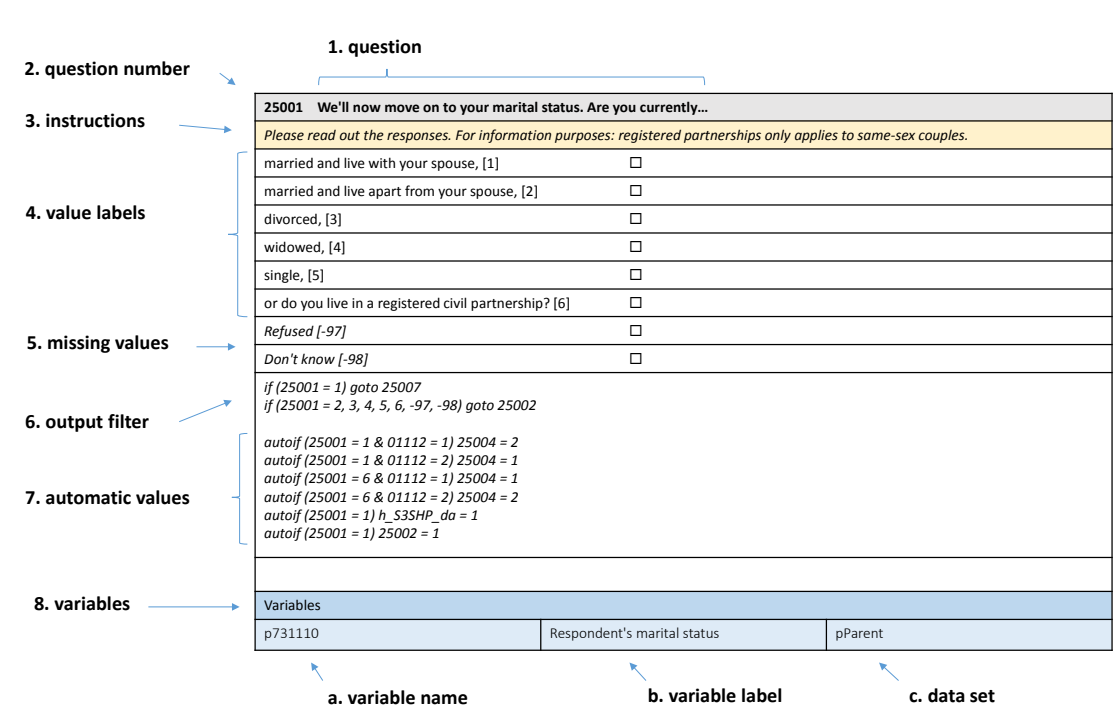 1. question
2. question number
25001 We'll now move on to your marital status. Are you currently…
3. instructions
Please read out the responses. For information purposes: registered partnerships only applies to same-sex couples.
married and live with your spouse, [1]
married and live apart from your spouse, [2]
4. value labels
divorced, [3]
widowed, [4]
single, [5]
or do you live in a registered civil partnership? [6]
5. missing values
Refused [-97]
Don't know [-98]
6. output filter
if (25001 = 1) goto 25007
if (25001 = 2, 3, 4, 5, 6, -97, -98) goto 25002
7. automatic values
autoif (25001 = 1 & 01112 = 1) 25004 = 2
autoif (25001 = 1 & 01112 = 2) 25004 = 1
autoif (25001 = 6 & 01112 = 1) 25004 = 1
autoif (25001 = 6 & 01112 = 2) 25004 = 2
autoif (25001 = 1) h_S3SHP_da = 1
autoif (25001 = 1) 25002 = 1
8. variables
Variables
p731110 Respondent's marital status pParent
a. variable name b. variable label c. data set